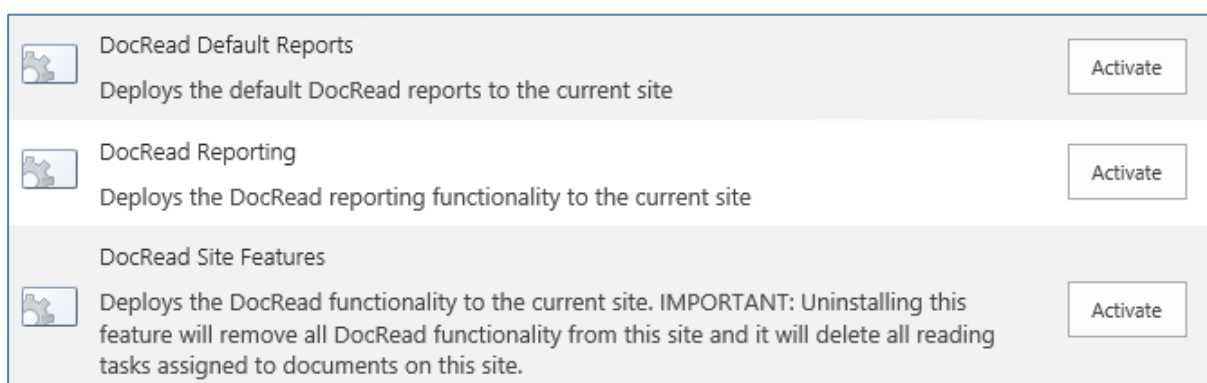 DocRead Default Reports
Deploys the default DocRead reports to the current site
Activate
DocRead Reporting
Deploys the DocRead reporting functionality to the current site
Activate
DocRead Site Features
Deploys the DocRead functionality to the current site. IMPORTANT: Uninstalling this
feature will remove all DocRead functionality from this site and it will delete all reading
tasks assigned to documents on this site.
Activate